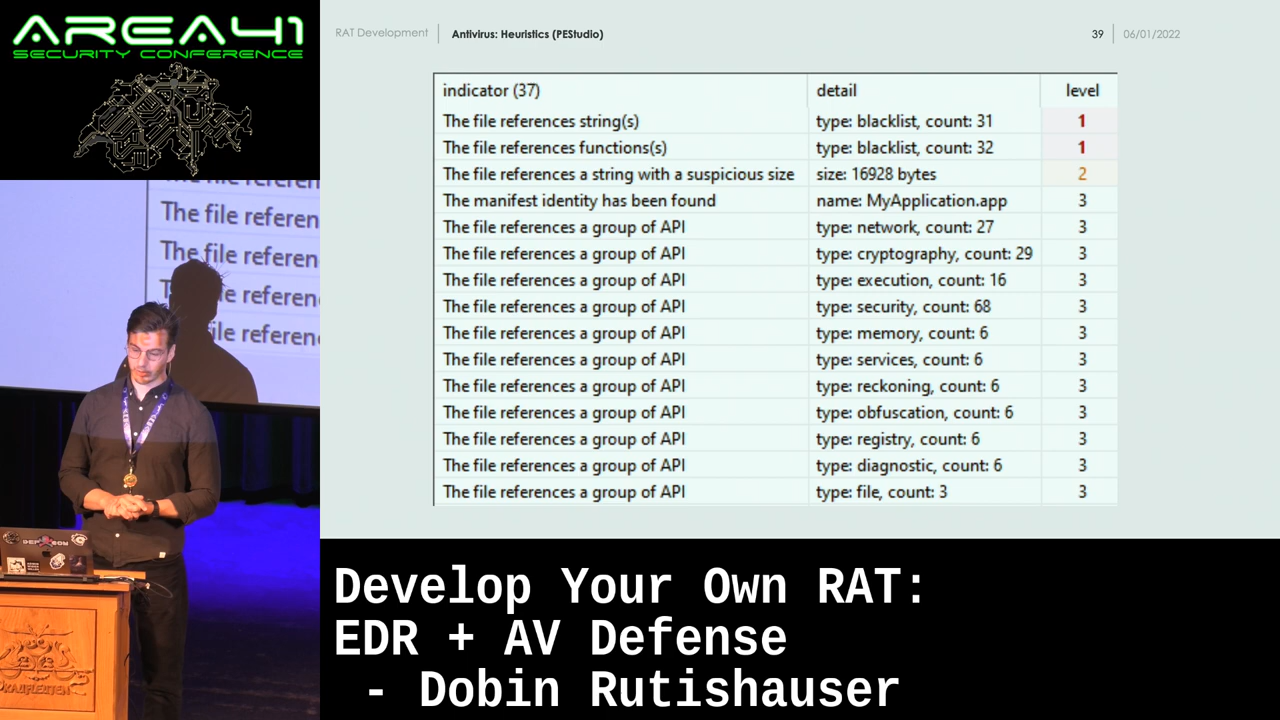 AREA41
SECURITY CONFERENCE
RAT Development
Antivirus: Heuristics (PEStudio)
39
06/01/2022
indicator (37) detail level
The file references string(s) type: blacklist, count: 31 1
The file references functions(s) type: blacklist, count: 32 1
The file references a string with a suspicious size size: 16928 bytes 2
The manifest identity has been found name: MyApplication.app 3
The file references a group of API type: network, count: 27 3
The file references a group of API type: cryptography, count: 29 3
The file references a group of API type: execution, count: 16 3
The file references a group of API type: security, count: 68 3
The file references a group of API type: memory, count: 6 3
The file references a group of API type: services, count: 6 3
The file references a group of API type: reckoning, count: 6 3
The file references a group of API type: obfuscation, count: 6 3
The file references a group of API type: registry, count: 6 3
The file references a group of API type: diagnostic, count: 6 3
The file references a group of API type: file, count: 3 3
The file referen
The file referen
file referenc
Develop Your Own RAT:
EDR + AV Defense
- Dobin Rutishauser